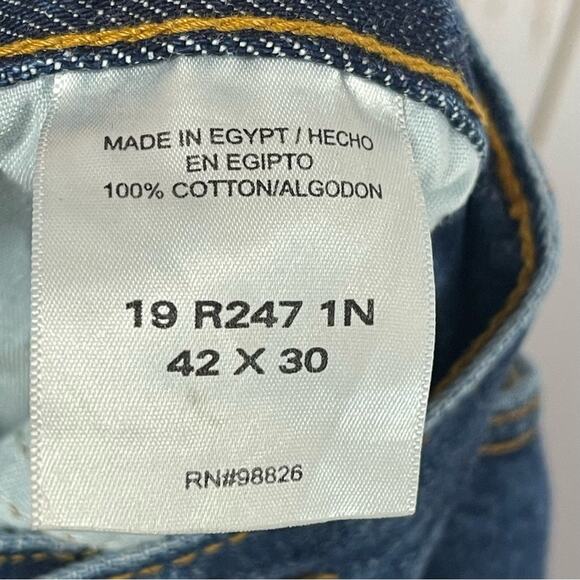 MADE IN EGYPT / HECHO
EN EGIPTO
100% COTTON/ALGODON
19 R247 1N
42 X 30
RN#98826